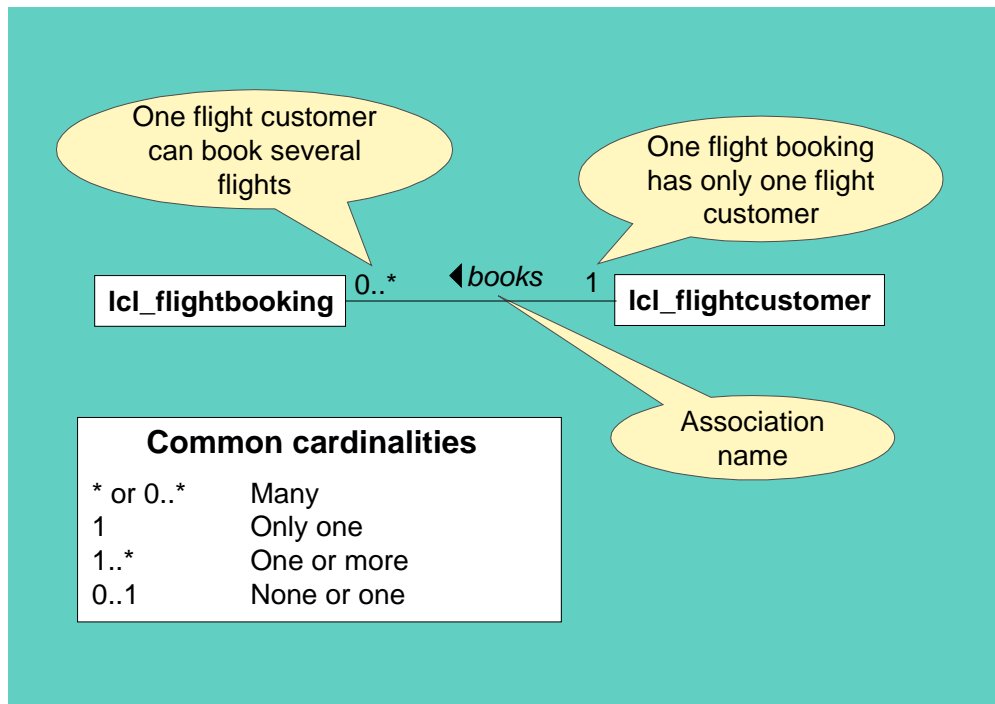 One flight customer
can book several
flights
One flight booking
has only one flight
customer
0..*
books
1
lcl_flightbooking
lcl_flightcustomer
Association
name
Common cardinalities
* or 0..* Many
1 Only one
1..* One or more
0..1 None or one